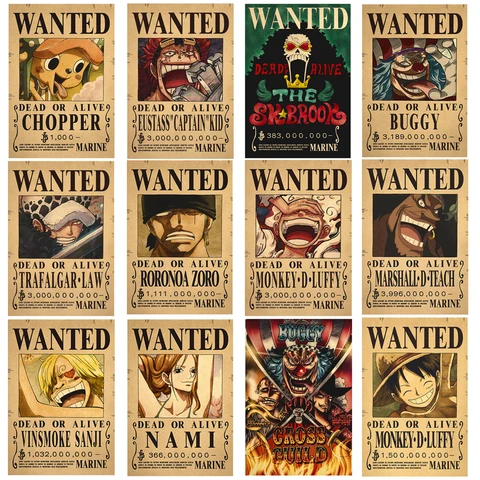 WANTED
DEAD OR ALIVE
CHOPPER
1,000-
MARINE
WANTED
DEAD OR ALIVE
EUSTASS"CAPTAIN"KID
3,000,000,000-
MARINE
WANTED
DEAD ALIVE
THE
383,000,000-
MARINE
WANTED
DEAD OR ALIVE
BUGGY
3,189,000,000-
MARINE
WANTED
DEAD OR ALIVE
TRAFALGAR·LAW
3,000,000,000-
MARINE
WANTED
DEAD OR ALIVE
RORONOA ZORO
1,111,000,000-
MARINE
WANTED
DEAD OR ALIVE
MONKEY·D·LUFFY
3,000,000,000-
MARINE
WANTED
DEAD OR ALIVE
MARSHALL·D·TEACH
3,996,000,000-
MARINE
WANTED
DEAD OR ALIVE
VINSMOKE SANJI
1,032,000,000-
MARINE
WANTED
DEAD OR ALIVE
NAMI
366,000,000-
MARINE
BUGGY
CROSS
GUILD
WANTED
DEAD OR ALIVE
MONKEY·D·LUFFY
1,500,000,000-
MARINE